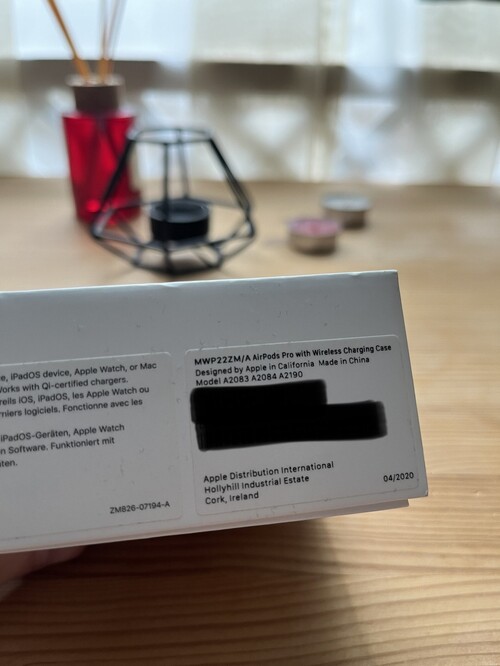 e, iPadOS device, Apple Watch, or Mac
Works with Qi-certified chargers.
reils iOS, iPadOS, les Apple Watch ou
rniers logiciels. Fonctionne avec les
iPadOS-Geräten, Apple Watch
n Software. Funktioniert mit
ten.
ZM826-07194-A
MWP22ZM/A AirPods Pro with Wireless Charging Case
Designed by Apple in California Made in China
Model A2083 A2084 A2190
Apple Distribution International
Hollyhill Industrial Estate
Cork, Ireland
04/2020